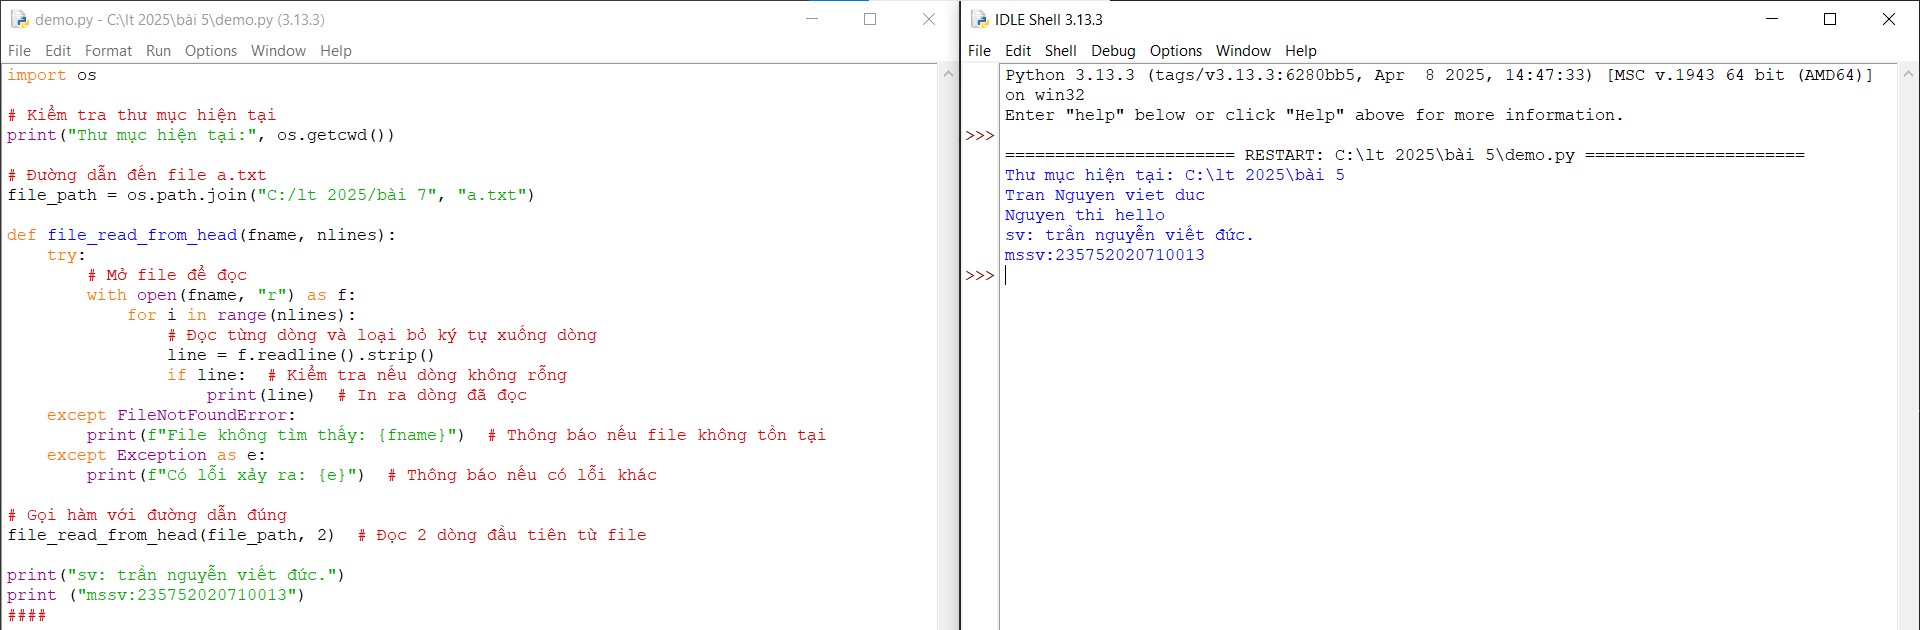 demo.py - C:\lt 2025\bài 5\demo.py (3.13.3)
File Edit Format Run Options Window Help
import os

# Kiểm tra thư mục hiện tại
print("Thư mục hiện tại:", os.getcwd())

# Đường dẫn đến file a.txt
file_path = os.path.join("C:/lt 2025/bài 7", "a.txt")

def file_read_from_head(fname, nlines):
    try:
        # Mở file để đọc
        with open(fname, "r") as f:
            for i in range(nlines):
                # Đọc từng dòng và loại bỏ ký tự xuống dòng
                line = f.readline().strip()
                if line:  # Kiểm tra nếu dòng không rỗng
                    print(line)  # In ra dòng đã đọc
    except FileNotFoundError:
        print(f"File không tìm thấy: {fname}")  # Thông báo nếu file không tồn tại
    except Exception as e:
        print(f"Có lỗi xảy ra: {e}")  # Thông báo nếu có lỗi khác

# Gọi hàm với đường dẫn đúng
file_read_from_head(file_path, 2)  # Đọc 2 dòng đầu tiên từ file

print("sv: trần nguyễn viết đức.")
print ("mssv:235752020710013")
####
IDLE Shell 3.13.3
File Edit Shell Debug Options Window Help
Python 3.13.3 (tags/v3.13.3:6280bb5, Apr  8 2025, 14:47:33) [MSC v.1943 64 bit (AMD64)]
on win32
Enter "help" below or click "Help" above for more information.
>>>
======================= RESTART: C:\lt 2025\bài 5\demo.py ======================
Thư mục hiện tại: C:\lt 2025\bài 5
Tran Nguyen viet duc
Nguyen thi hello
sv: trần nguyễn viết đức.
mssv:235752020710013
>>>